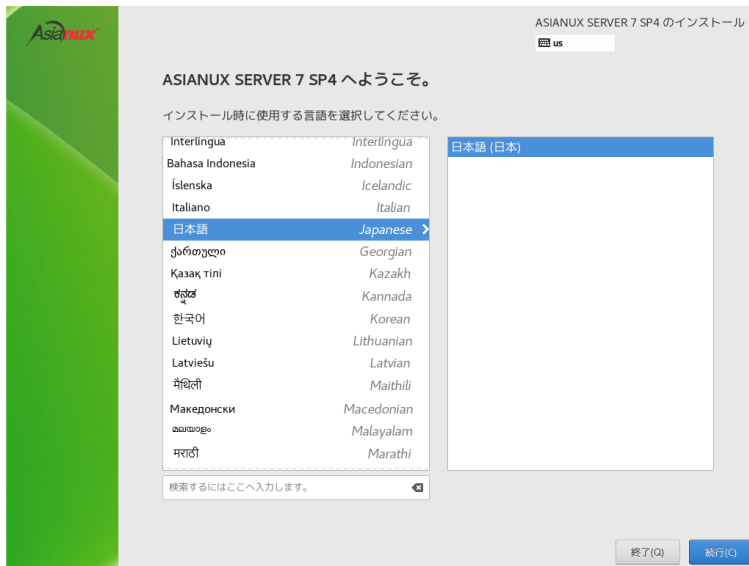 Asianux
ASIANUX SERVER 7 SP4 のインストール
us
ASIANUX SERVER 7 SP4 へようこそ。
インストール時に使用する言語を選択してください。
Interlingua Interlingua
Bahasa Indonesia Indonesian
Íslenska Icelandic
Italiano Italian
日本語 Japanese
ქართული Georgian
Қазақ тілі Kazakh
ಕನ್ನಡ Kannada
한국어 Korean
Lietuvių Lithuanian
Latviešu Latvian
मैथिली Maithili
Македонски Macedonian
മലയാളം Malayalam
मराठी Marathi
日本語 (日本)
検索するにはここへ入力します。
終了(Q)
続行(C)